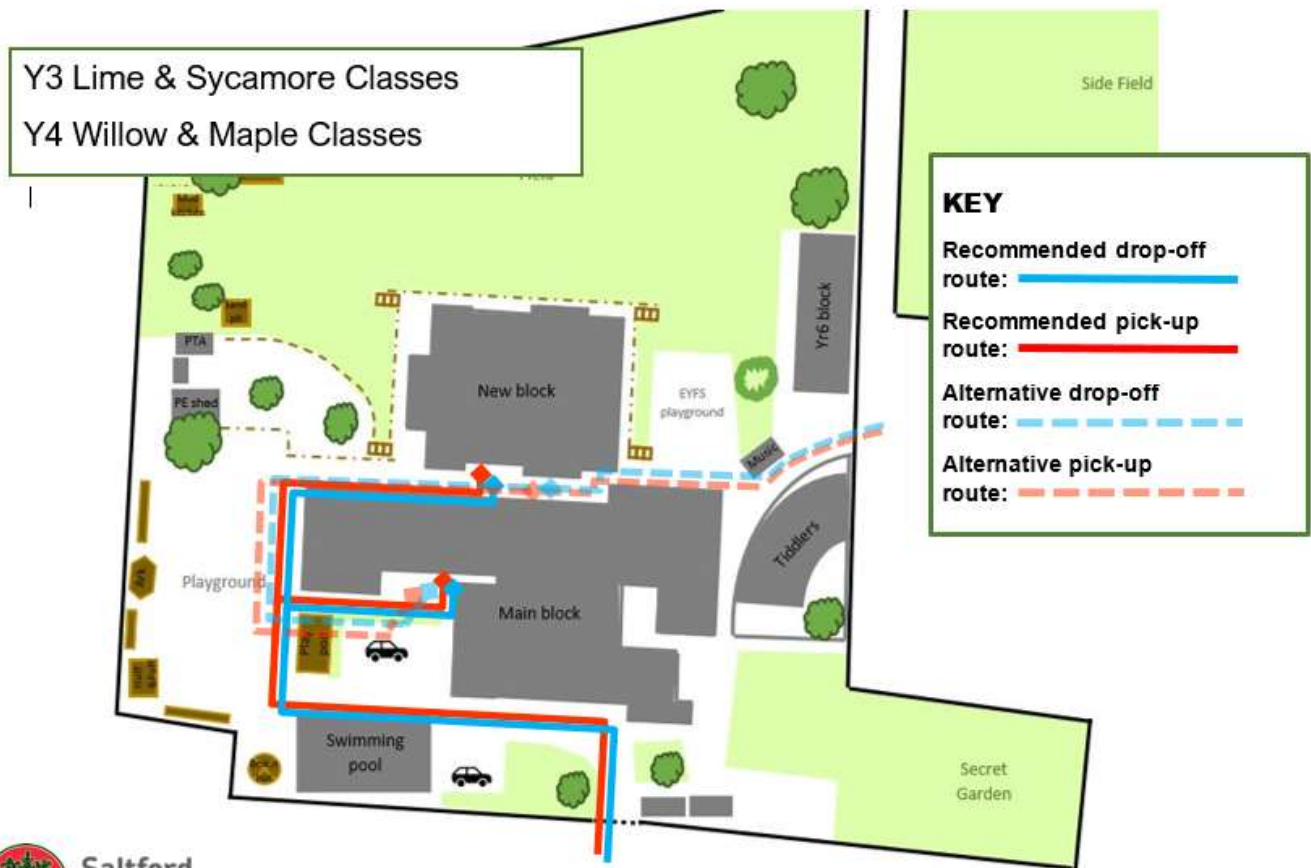 Y3 Lime & Sycamore Classes
Y4 Willow & Maple Classes
Side Field
KEY
Recommended drop-off
route:
Recommended pick-up
route:
Alternative drop-off
route:
Alternative pick-up
route:
Yr6 block
PTA
PE shed
New block
EYFS
playground
Music
Tiddlers
Ark
Playground
Main block
Play
Swimming
pool
Secret
Garden
Saltford